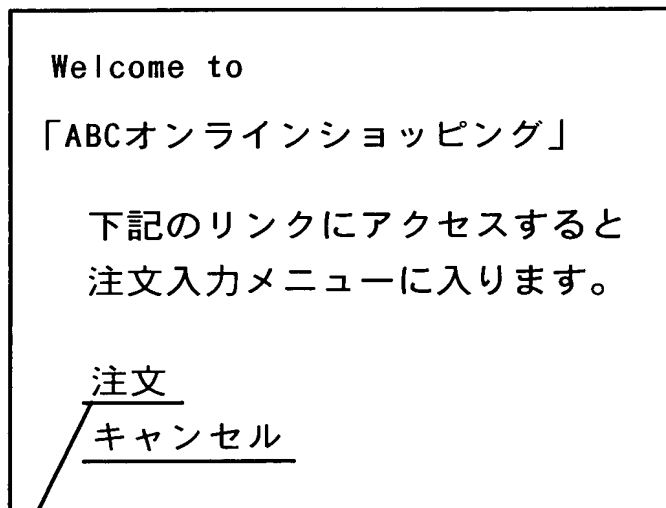 Welcome to
「ABCオンラインショッピング」
下記のリンクにアクセスすると
注文入力メニューに入ります。
注文
キャンセル